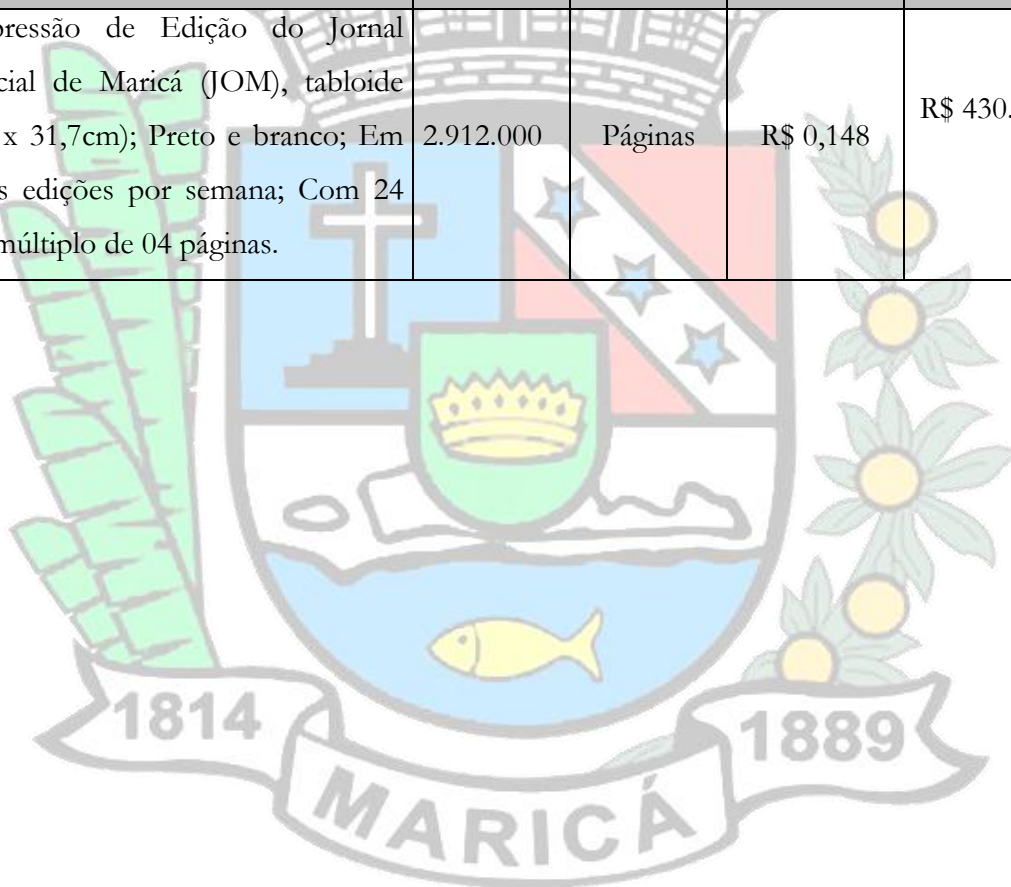 pressão de Edição do Jornal
cial de Maricá (JOM), tabloide
x 31,7cm); Preto e branco; Em
s edições por semana; Com 24
múltiplo de 04 páginas.
2.912.000
Páginas
R$ 0,148
R$ 430.
1814
1889
MARICÁ